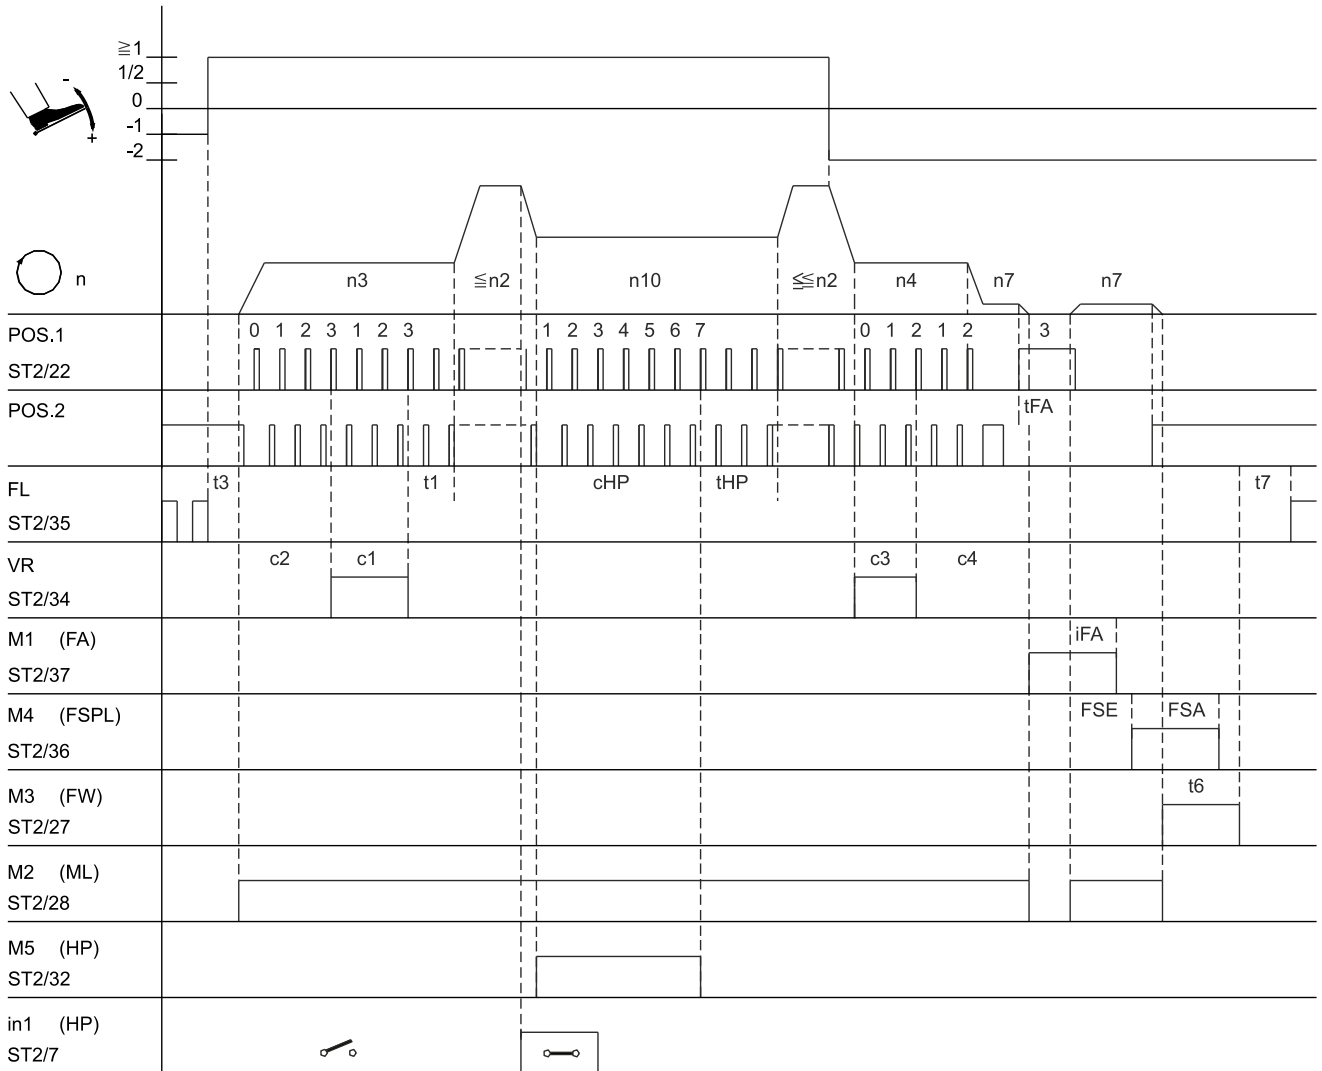 ≧1
1/2
0
-1
-2
-
+
n
n3
≦n2
n10
≦≦n2
n4
n7
n7
POS.1
ST2/22
0 1 2 3 1 2 3
1 2 3 4 5 6 7
0 1 2 1 2
3
POS.2
tFA
FL
ST2/35
t3
t1
cHP
tHP
t7
VR
ST2/34
c2
c1
c3
c4
M1 (FA)
ST2/37
iFA
M4 (FSPL)
ST2/36
FSE
FSA
M3 (FW)
ST2/27
t6
M2 (ML)
ST2/28
M5 (HP)
ST2/32
in1 (HP)
ST2/7